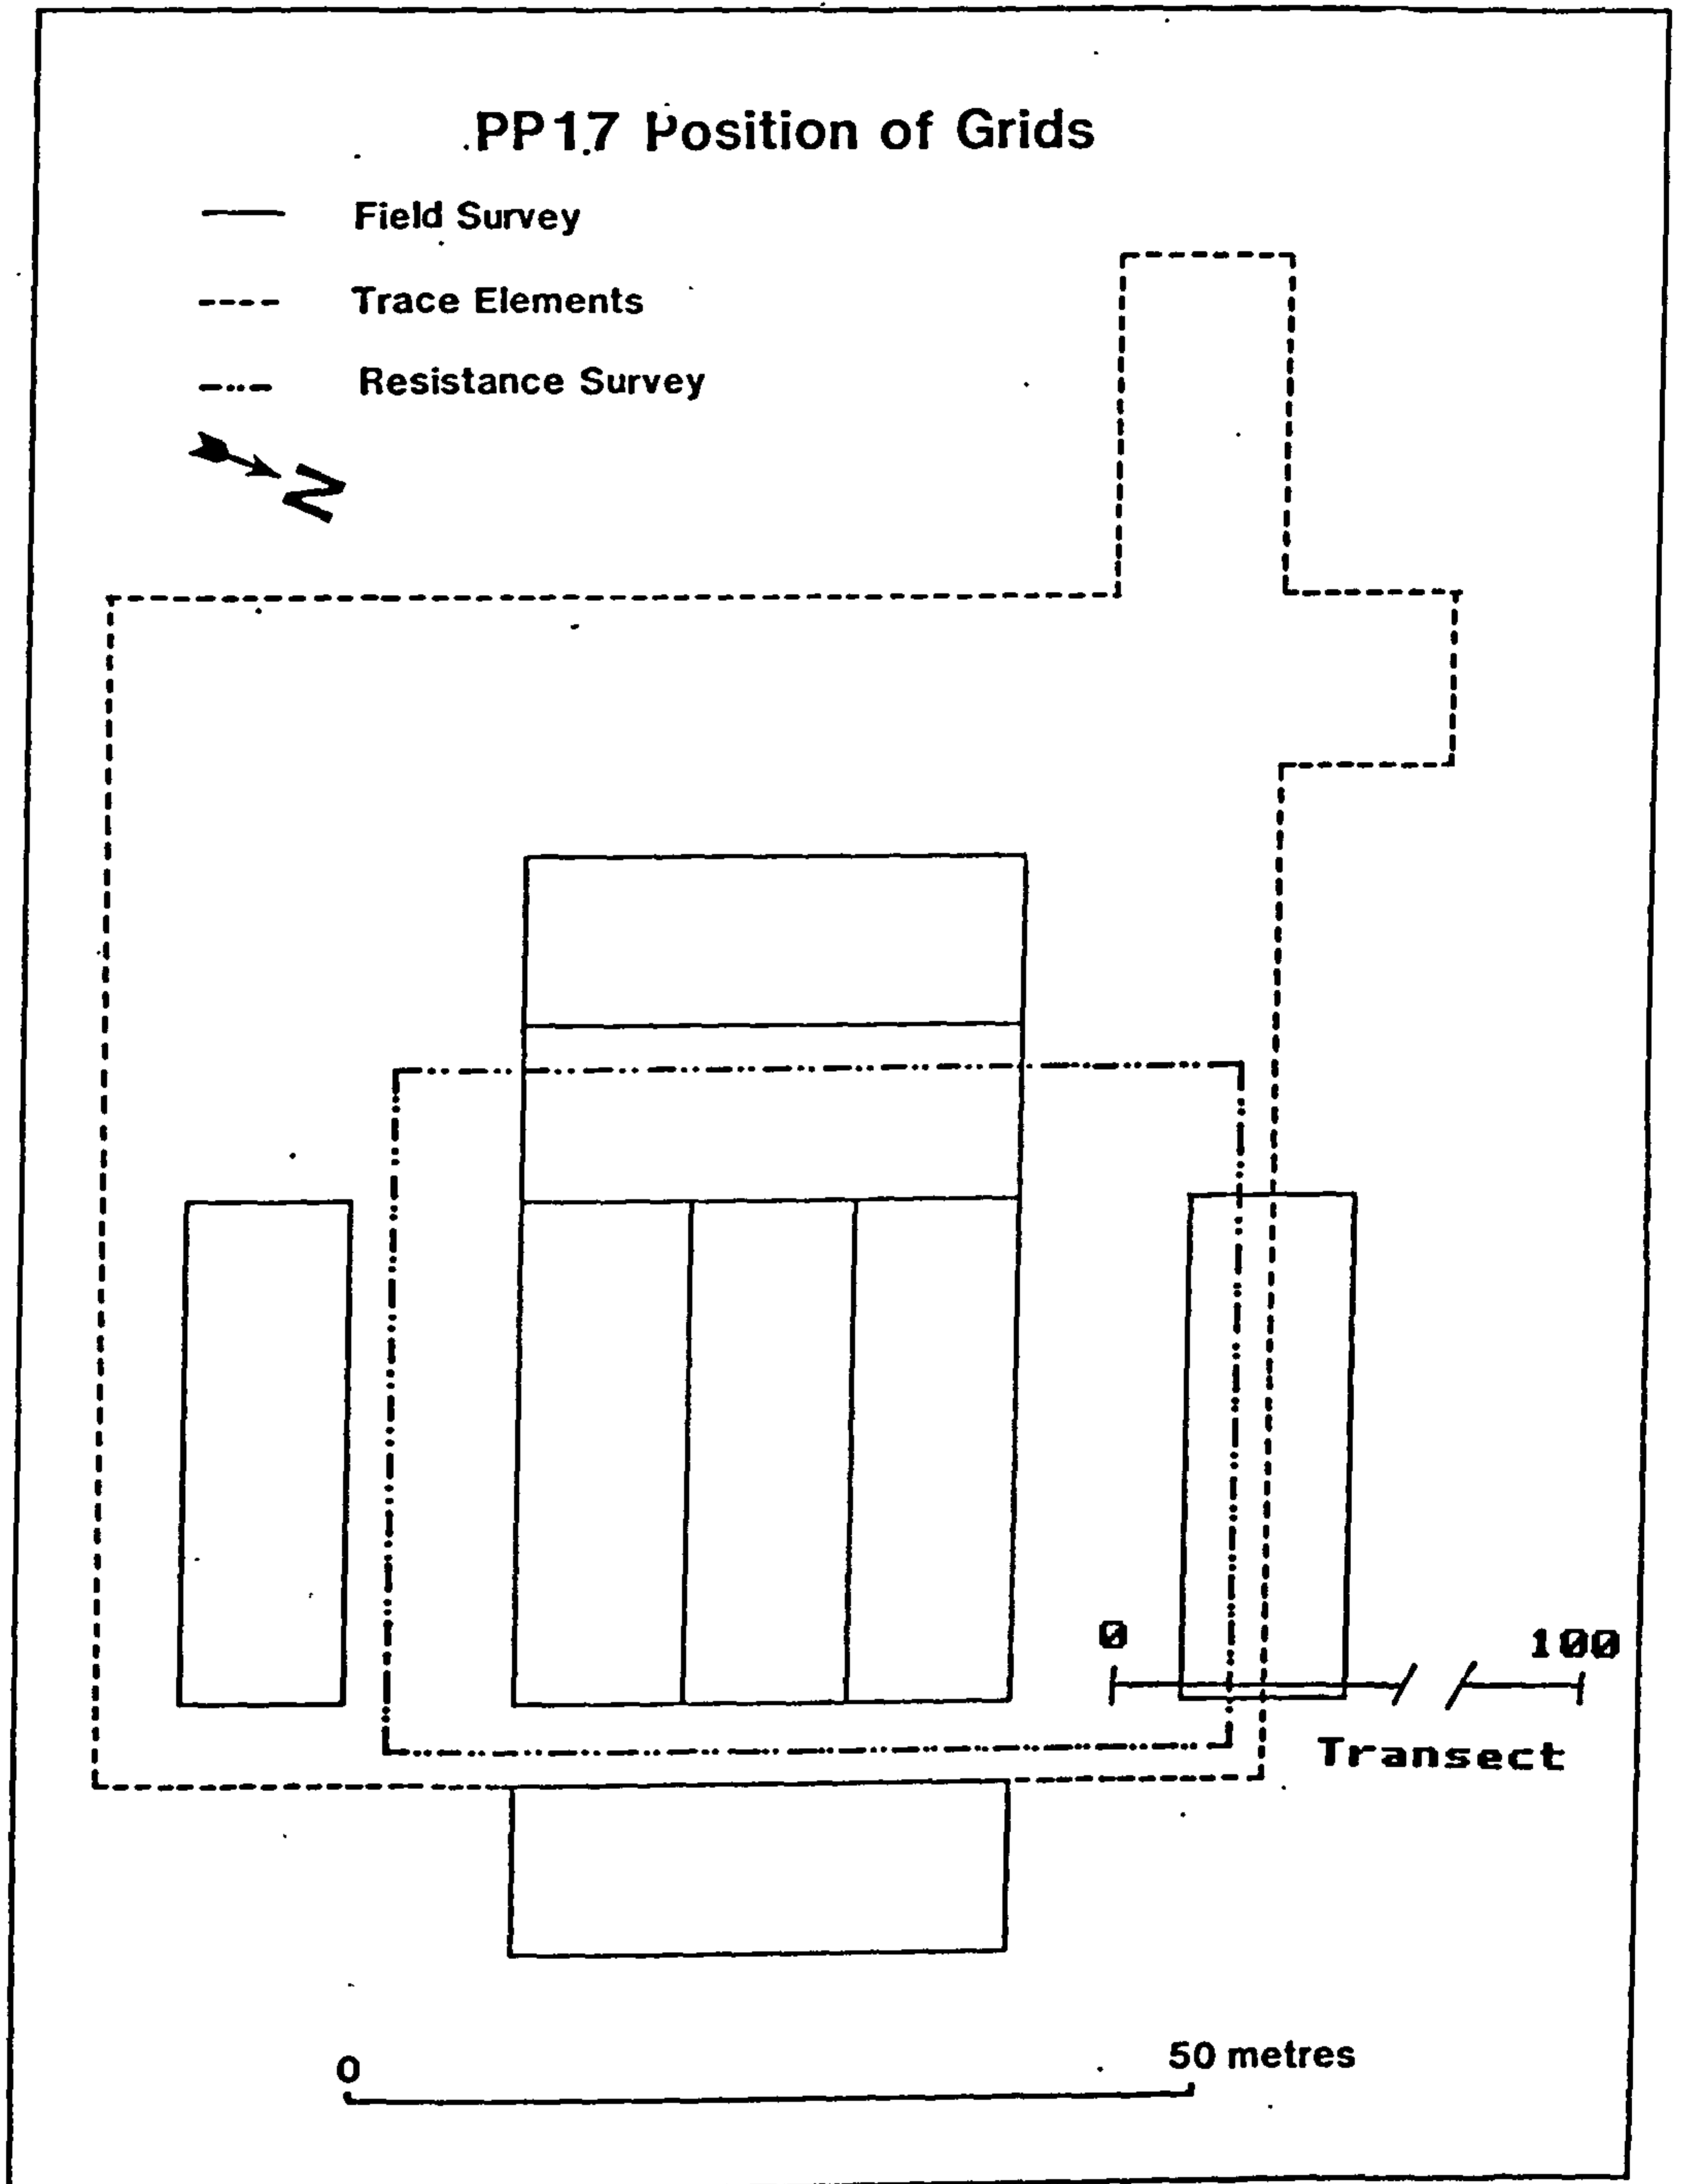 PP17 Position of Grids
Field Survey
Trace Elements
Resistance Survey
N
0
100
Transect
0
50 metres